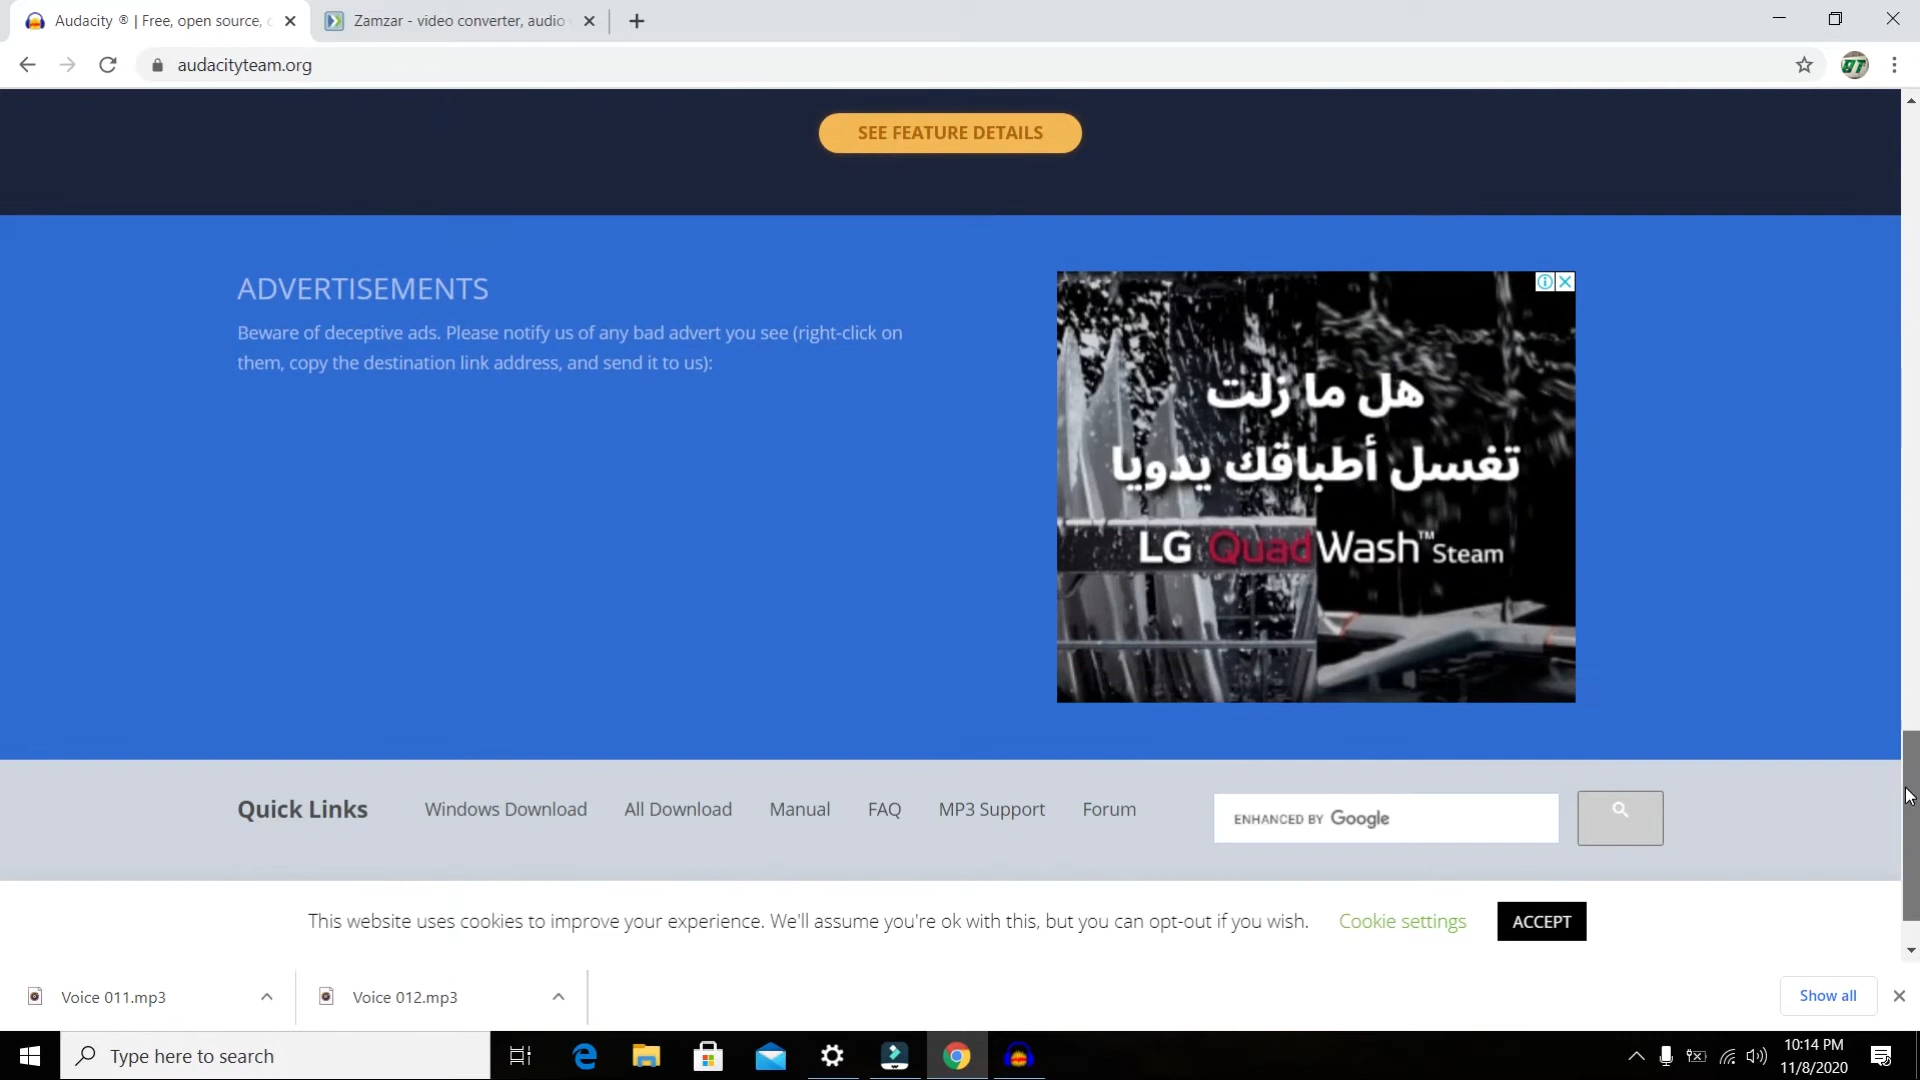 Audacity ® | Free, open source, c
Zamzar - video converter, audio
audacityteam.org
SEE FEATURE DETAILS
ADVERTISEMENTS
Beware of deceptive ads. Please notify us of any bad advert you see (right-click on
them, copy the destination link address, and send it to us):
هل ما زلت
تغسل أطباقك يدويا
LG QuadWash™ Steam
Quick Links
Windows Download
All Download
Manual
FAQ
MP3 Support
Forum
ENHANCED BY Google
This website uses cookies to improve your experience. We'll assume you're ok with this, but you can opt-out if you wish.
Cookie settings
ACCEPT
Voice 011.mp3
Voice 012.mp3
Show all
Type here to search
10:14 PM
11/8/2020